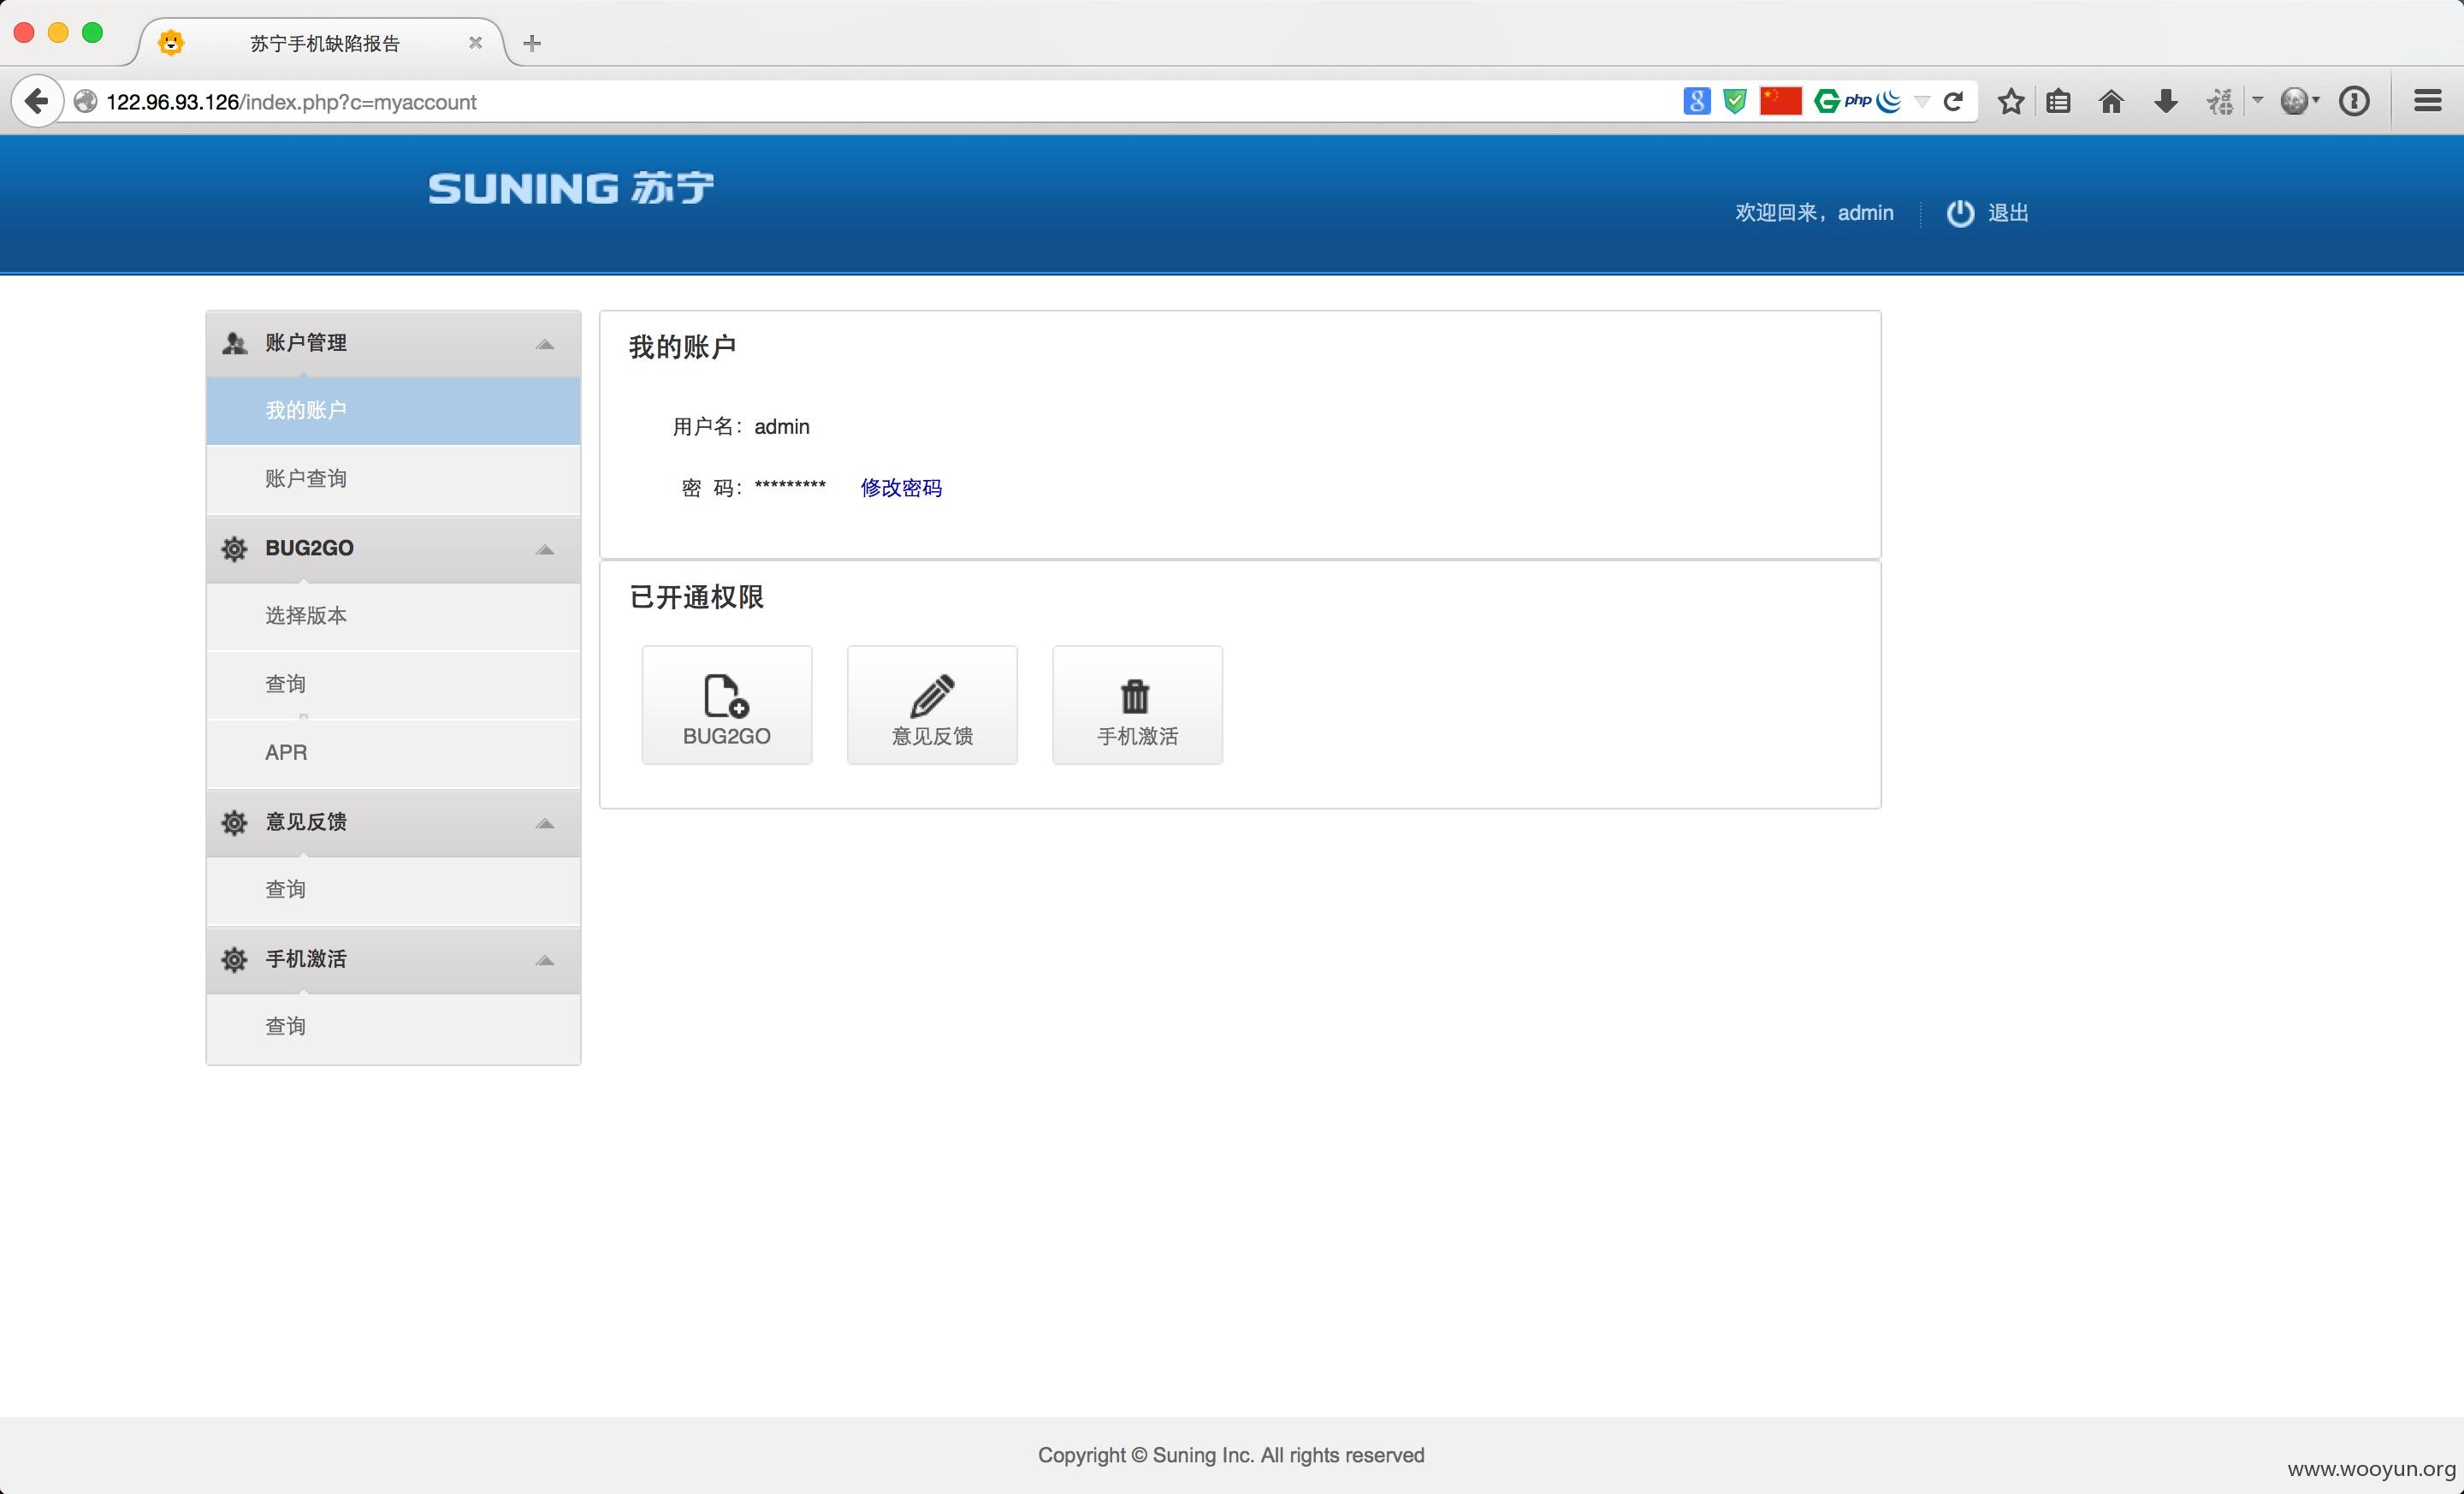 苏宁手机缺陷报告
122.96.93.126/index.php?c=myaccount
php
SUNING 苏宁
欢迎回来，admin
退出
账户管理
我的账户
账户查询
BUG2GO
选择版本
查询
APR
意见反馈
查询
手机激活
查询
我的账户
用户名：admin
密 码：********* 修改密码
已开通权限
BUG2GO
意见反馈
手机激活
Copyright © Suning Inc. All rights reserved
www.wooyun.org